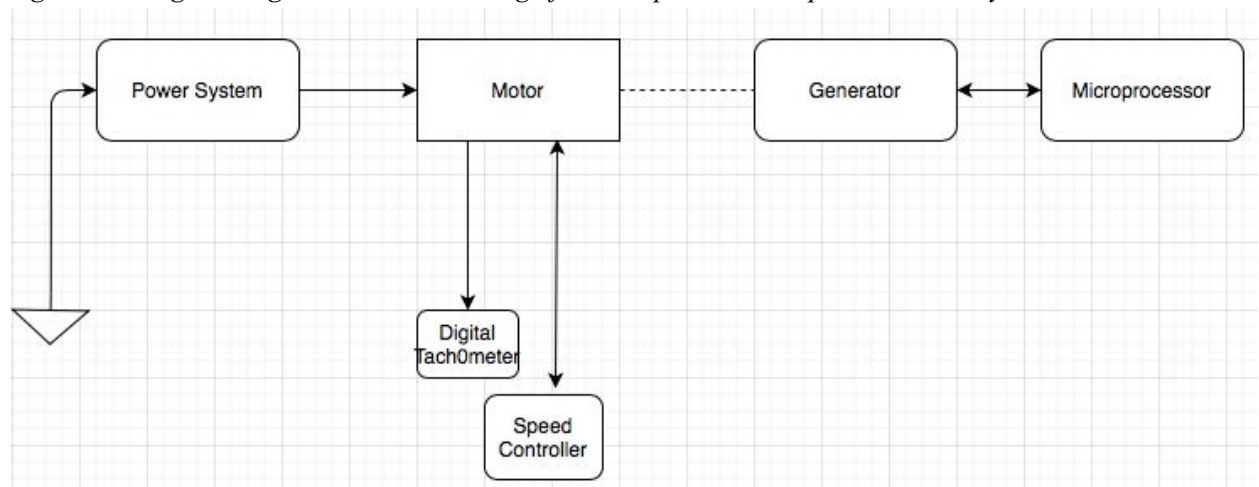 Power System
Motor
Generator
Microprocessor
Digital
Tach0meter
Speed
Controller